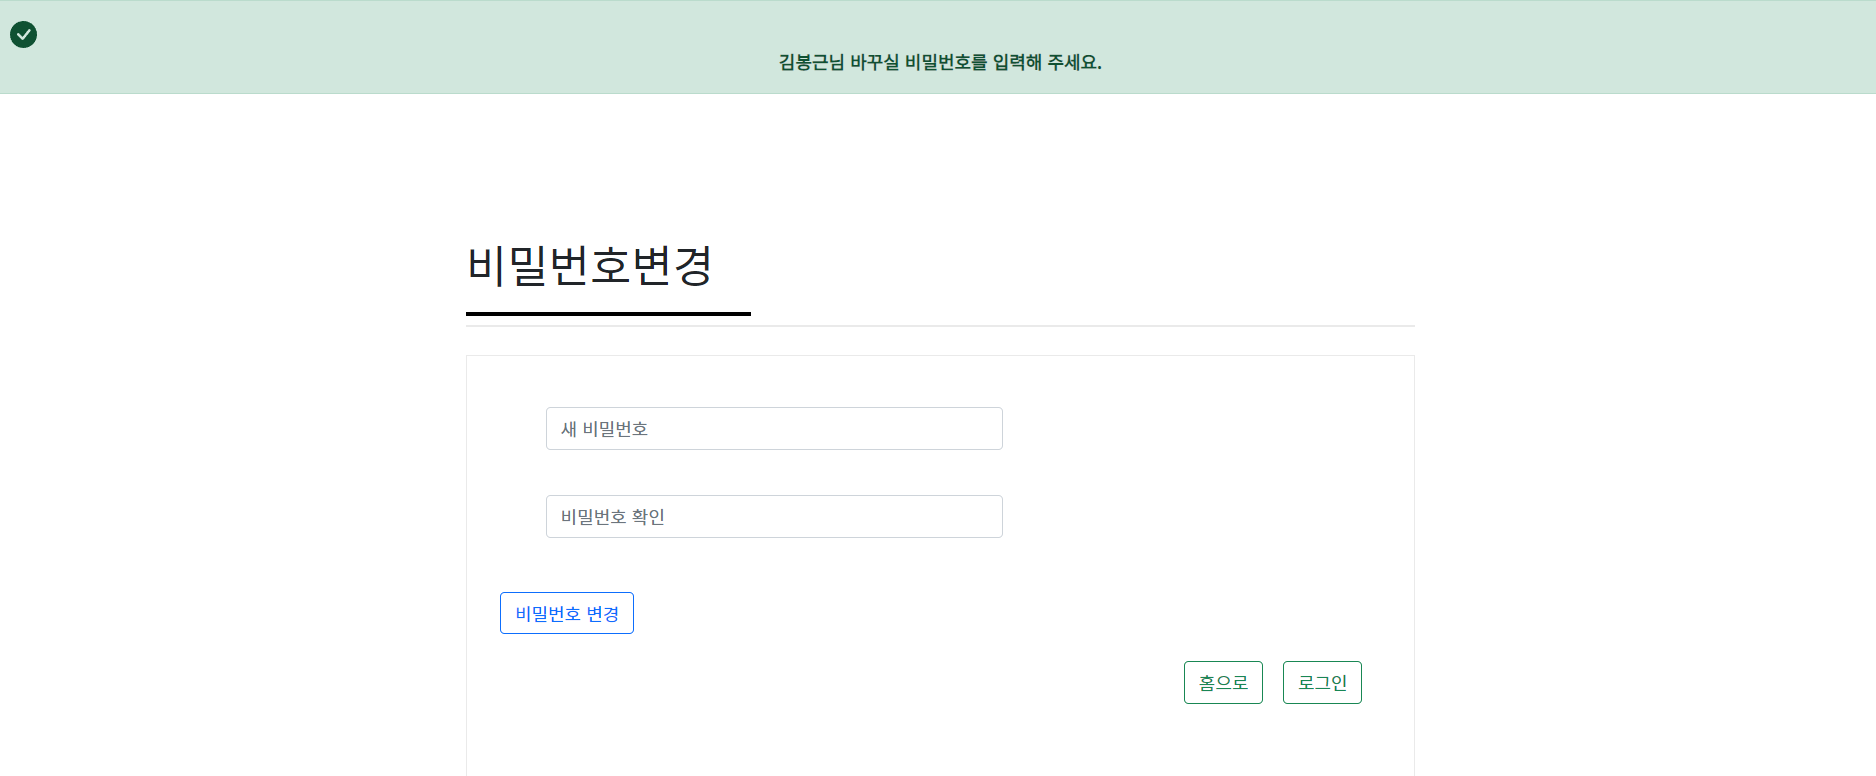 김봉근님 바꾸실 비밀번호를 입력해 주세요.
비밀번호변경
새 비밀번호
비밀번호 확인
비밀번호 변경
홈으로 로그인